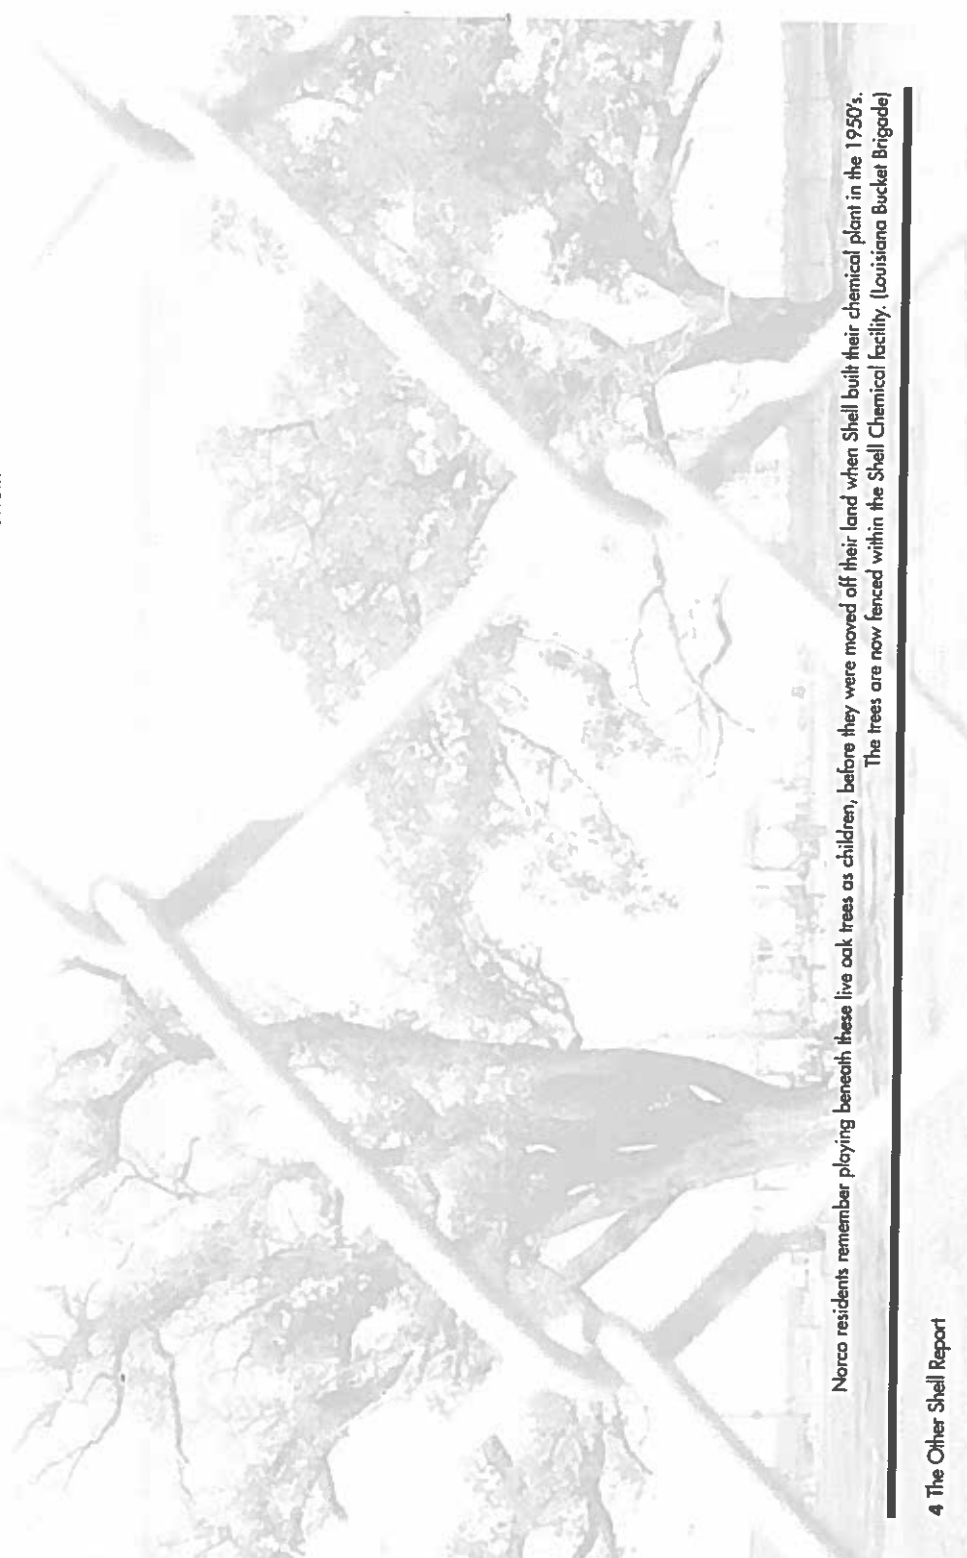 Norco residents remember playing beneath these live oak trees as children, before they were moved off their land when Shell built their chemical plant in the 1950's.
The trees are now fenced within the Shell Chemical facility. (Louisiana Bucket Brigade)
4 The Other Shell Report